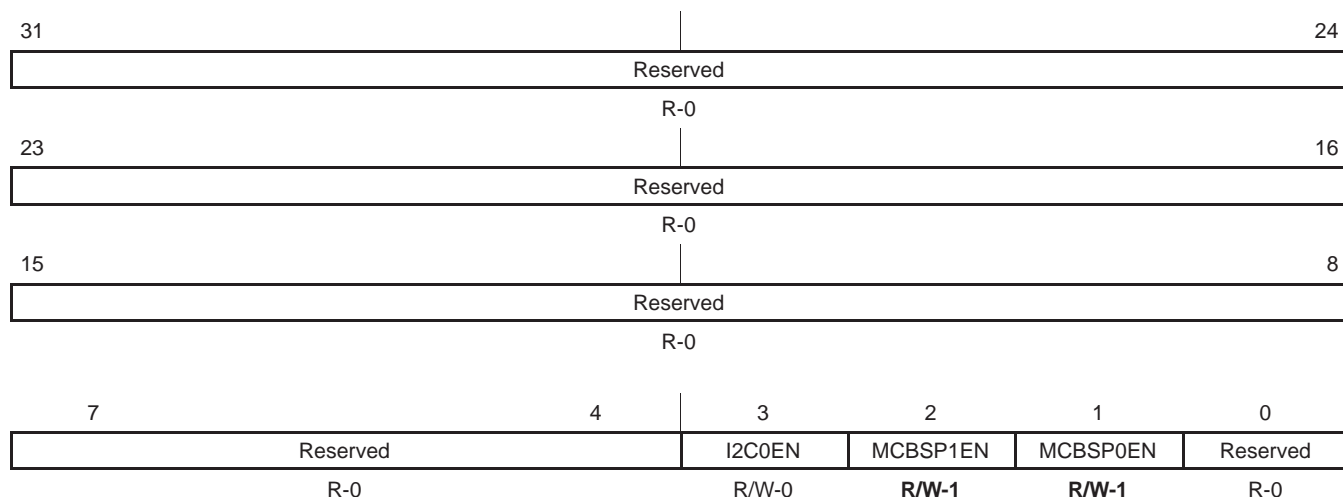 31 24
Reserved
R-0
23 16
Reserved
R-0
15 8
Reserved
R-0
7 4 3 2 1 0
Reserved I2C0EN MCBSP1EN MCBSP0EN Reserved
R-0 R/W-0 R/W-1 R/W-1 R-0